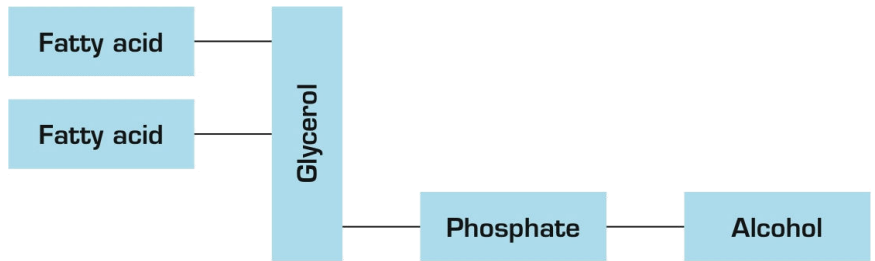 Fatty acid
Fatty acid
Glycerol
Phosphate
Alcohol